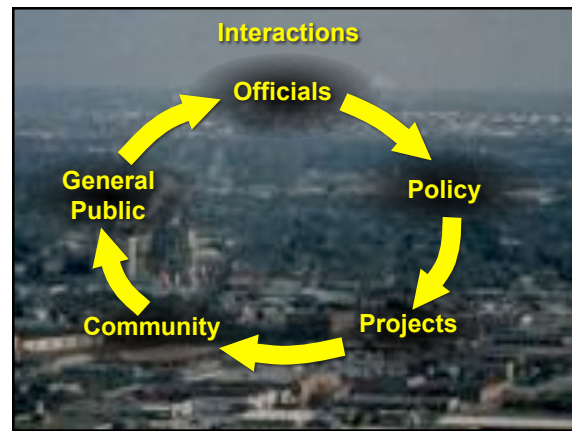 Interactions
Officials
Policy
Projects
Community
General
Public